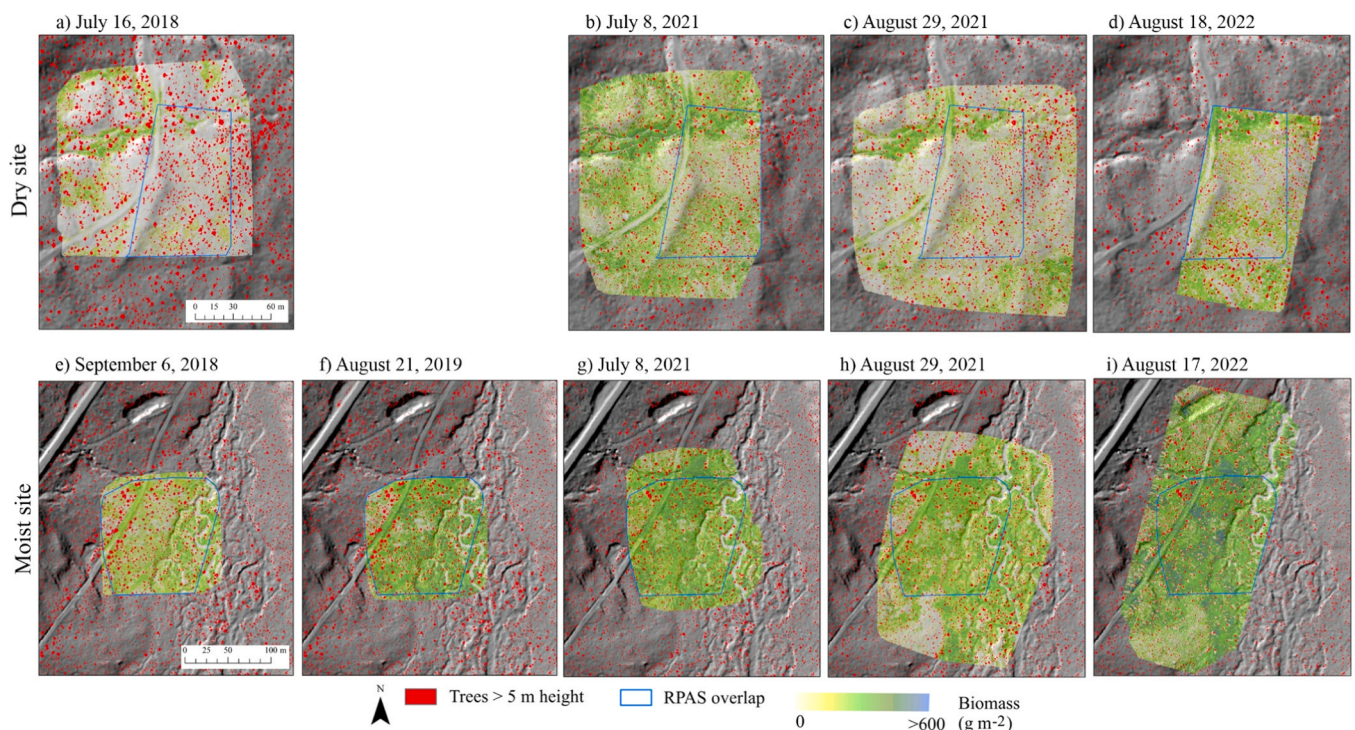 a) July 16, 2018
b) July 8, 2021
c) August 29, 2021
d) August 18, 2022
Dry site
0 15 30 60 m
e) September 6, 2018
f) August 21, 2019
g) July 8, 2021
h) August 29, 2021
i) August 17, 2022
Moist site
0 25 50 100 m
N
Trees > 5 m height
RPAS overlap
0
>600
Biomass
(g m-2)